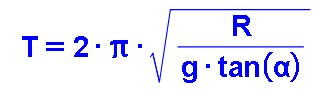 T = 2 · π · √(R / (g · tan(α)))